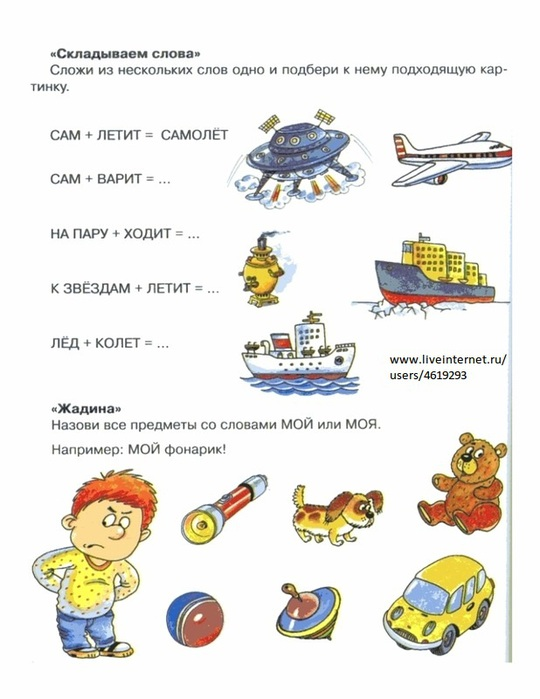 «Складываем слова»
Сложи из нескольких слов одно и подбери к нему подходящую кар-
тинку.
САМ + ЛЕТИТ = САМОЛЁТ
САМ + ВАРИТ = ...
НА ПАРУ + ХОДИТ = ...
К ЗВЁЗДАМ + ЛЕТИТ = ...
ЛЁД + КОЛЕТ = ...
www.liveinternet.ru/
users/4619293
«Жадина»
Назови все предметы со словами МОЙ или МОЯ.
Например: МОЙ фонарик!